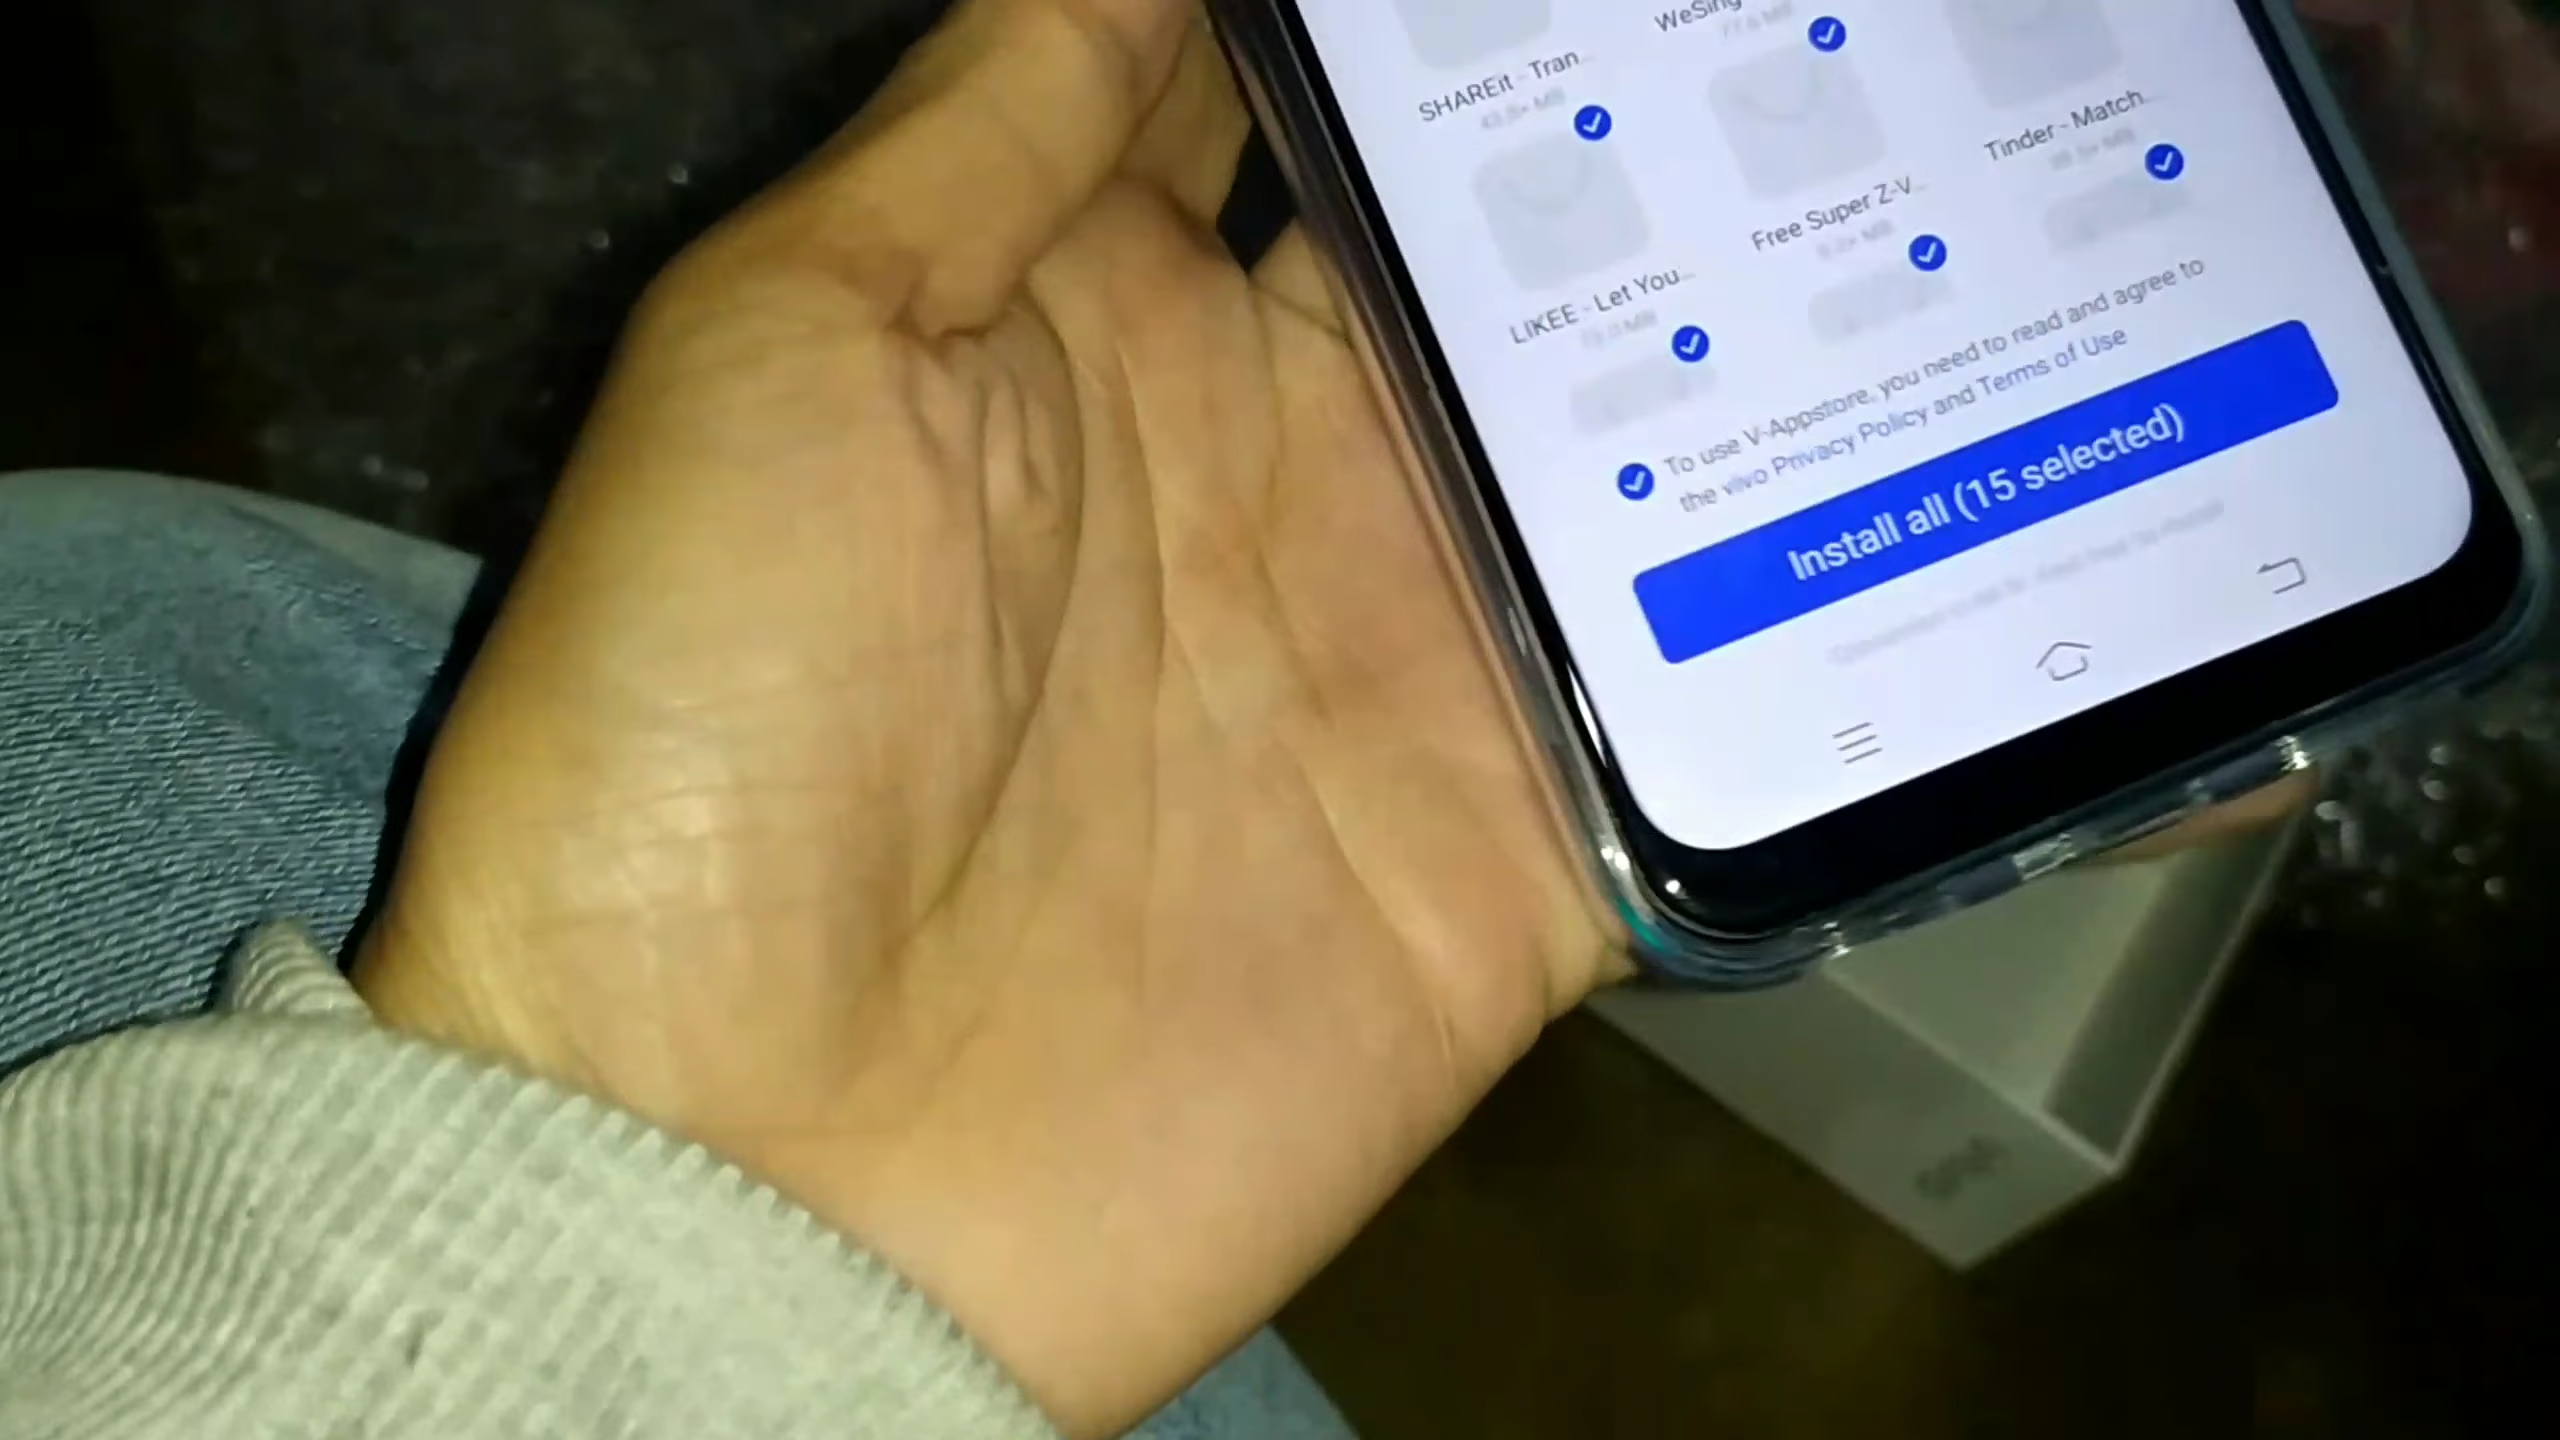 WeSing
SHAREit - Tran...
Tinder - Match...
Free Super Z-V...
LIKEE - Let You...
To use V-Appstore, you need to read and agree to
the vivo Privacy Policy and Terms of Use
Install all (15 selected)